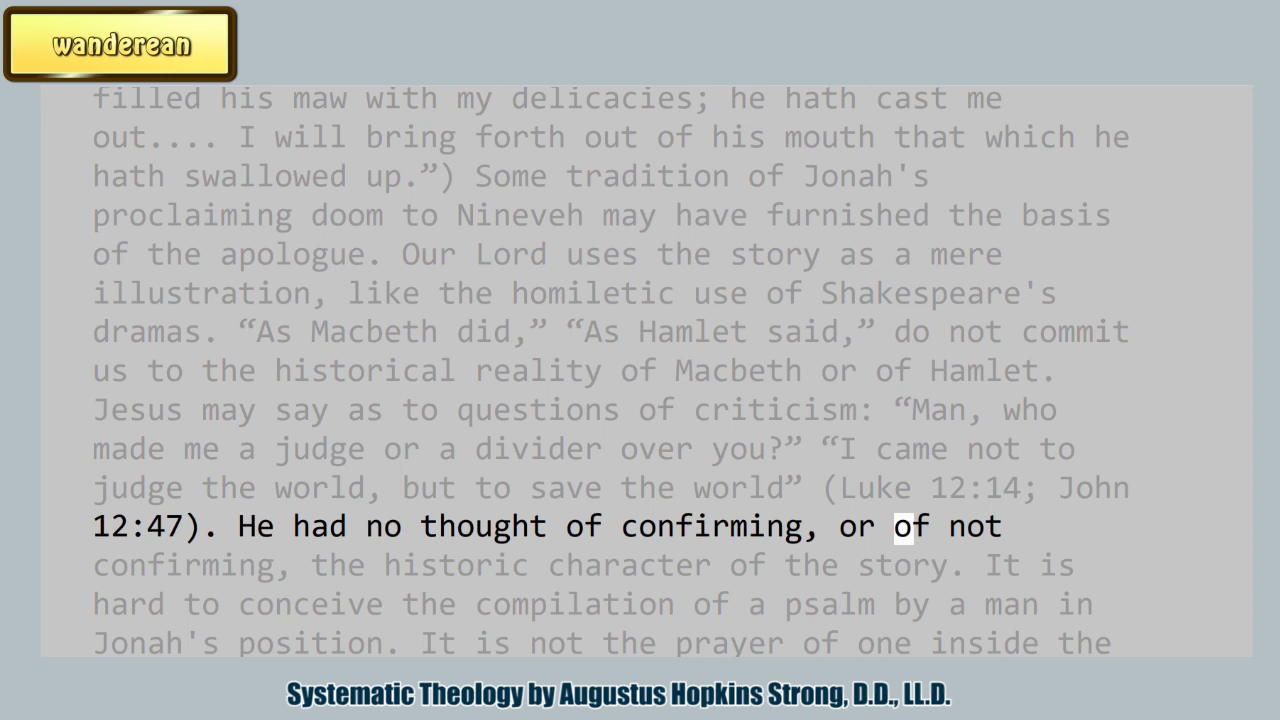 wanderean
filled his maw with my delicacies; he hath cast me
out.... I will bring forth out of his mouth that which he
hath swallowed up.”) Some tradition of Jonah's
proclaiming doom to Nineveh may have furnished the basis
of the apologue. Our Lord uses the story as a mere
illustration, like the homiletic use of Shakespeare's
dramas. “As Macbeth did,” “As Hamlet said,” do not commit
us to the historical reality of Macbeth or of Hamlet.
Jesus may say as to questions of criticism: “Man, who
made me a judge or a divider over you?” “I came not to
judge the world, but to save the world” (Luke 12:14; John
12:47). He had no thought of confirming, or of not
confirming, the historic character of the story. It is
hard to conceive the compilation of a psalm by a man in
Jonah's position. It is not the prayer of one inside the
Systematic Theology by Augustus Hopkins Strong, D.D., LL.D.